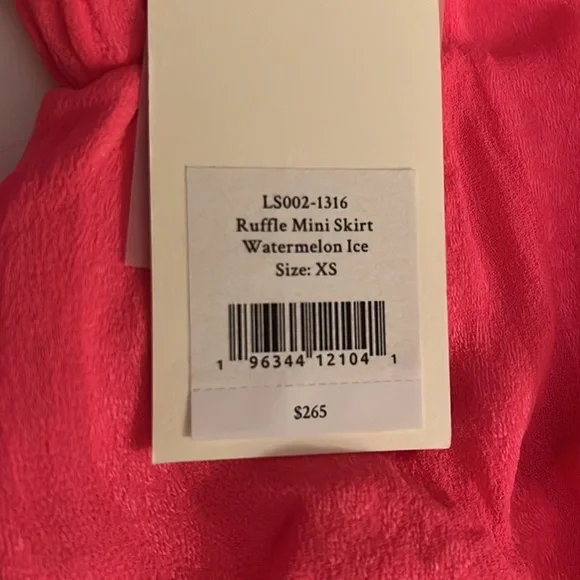 LS002-1316
Ruffle Mini Skirt
Watermelon Ice
Size: XS
1 96344 12104 1
$265